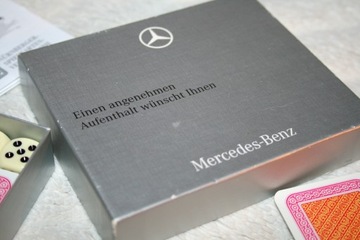 Einen angenehmen
Aufenthalt wünscht Ihnen
Mercedes-Benz